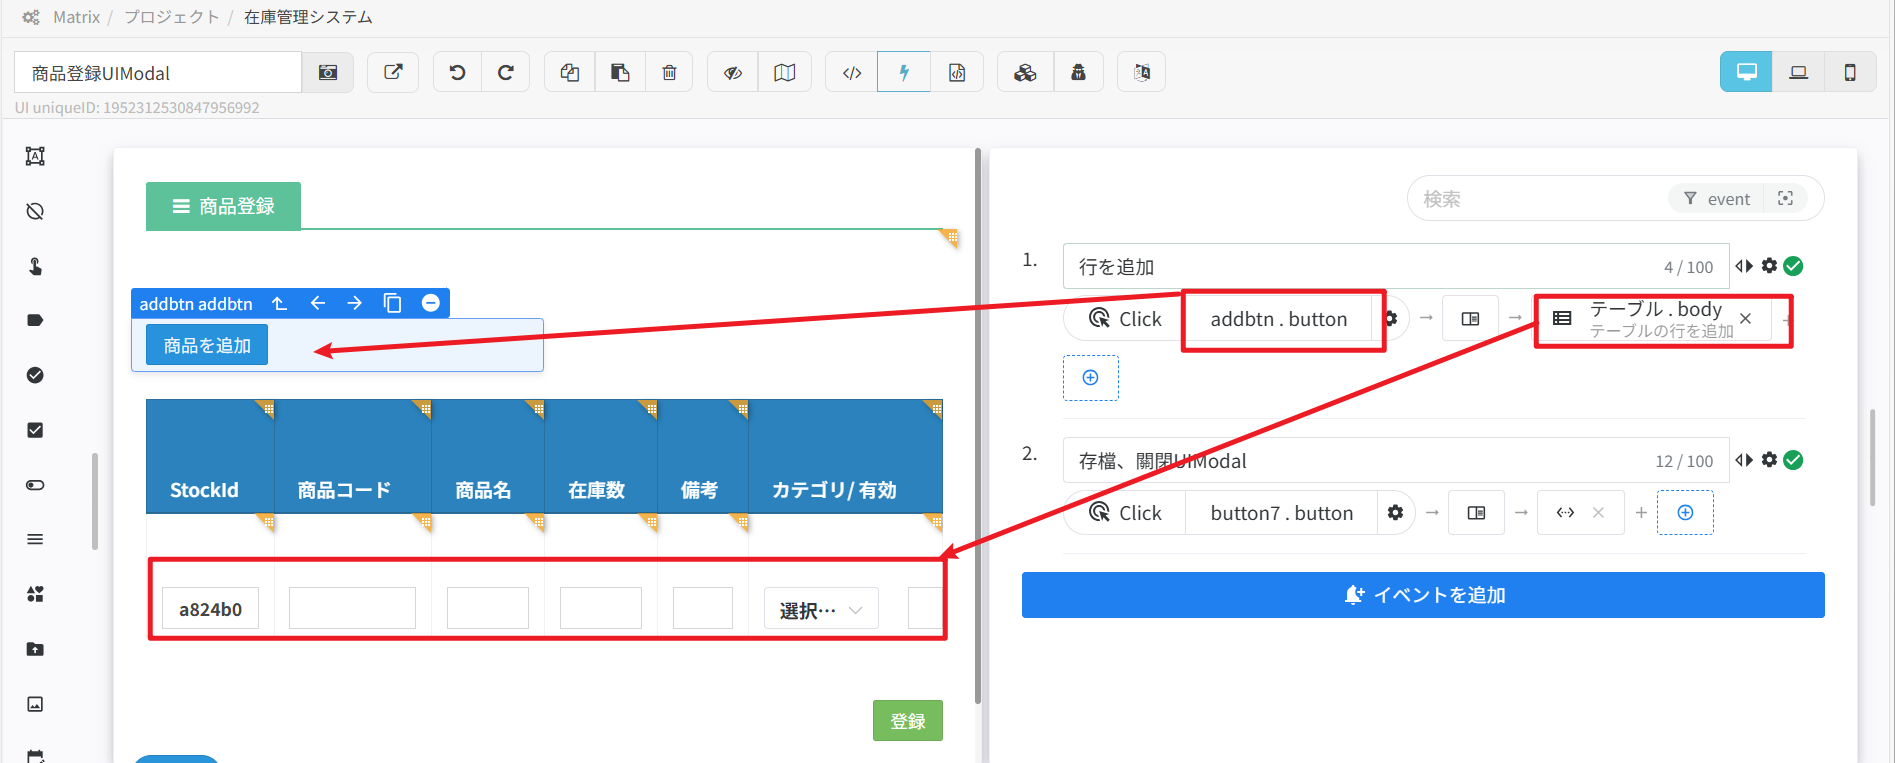 Matrix / プロジェクト / 在庫管理システム
商品登録UIModal
UI uniqueID: 1952312530847956992
商品登録
addbtn addbtn
商品を追加
StockId 商品コード 商品名 在庫数 備考 カテゴリ/ 有効
a824b0 選択…
登録
検索 event
1. 行を追加 4 / 100
Click addbtn . button テーブル . body
テーブルの行を追加
2. 存檔、關閉UIModal 12 / 100
Click button7 . button
イベントを追加